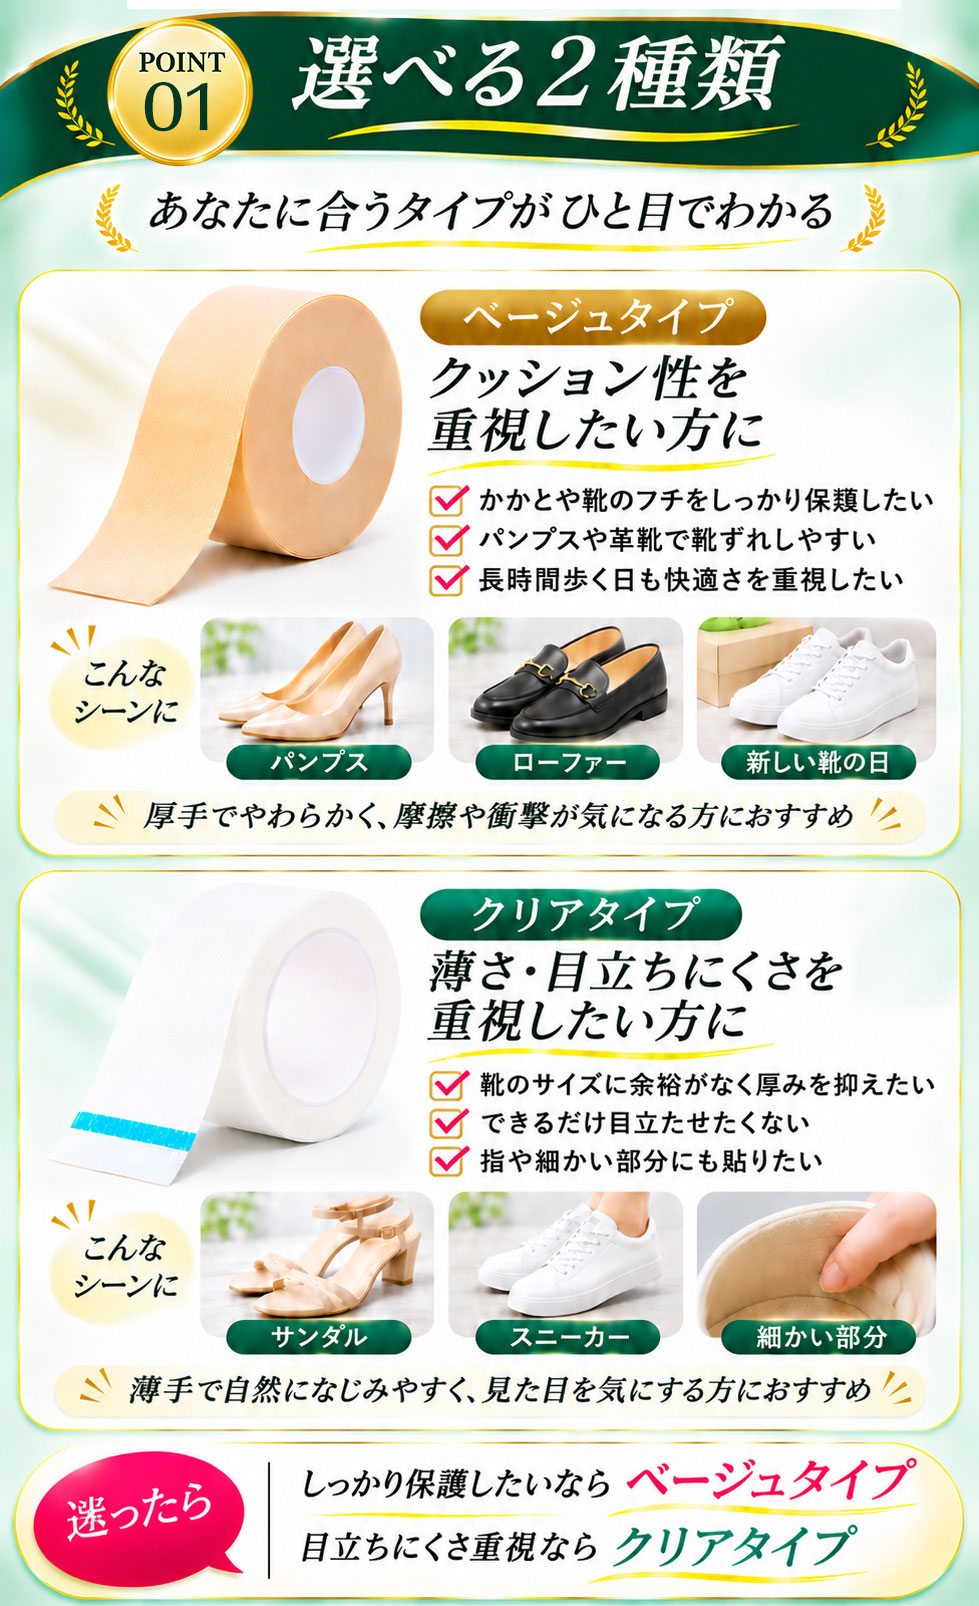 POINT
01
選べる2種類
あなたに合うタイプがひと目でわかる
ベージュタイプ
クッション性を
重視したい方に
かかとや靴のフチをしっかり保護したい
パンプスや革靴で靴ずれしやすい
長時間歩く日も快適さを重視したい
こんな
シーンに
パンプス
ローファー
新しい靴の日
厚手でやわらかく、摩擦や衝撃が気になる方におすすめ
クリアタイプ
薄さ・目立ちにくさを
重視したい方に
靴のサイズに余裕がなく厚みを抑えたい
できるだけ目立たせたくない
指や細かい部分にも貼りたい
こんな
シーンに
サンダル
スニーカー
細かい部分
薄手で自然になじみやすく、見た目を気にする方におすすめ
迷ったら
しっかり保護したいなら ベージュタイプ
目立ちにくさ重視なら クリアタイプ